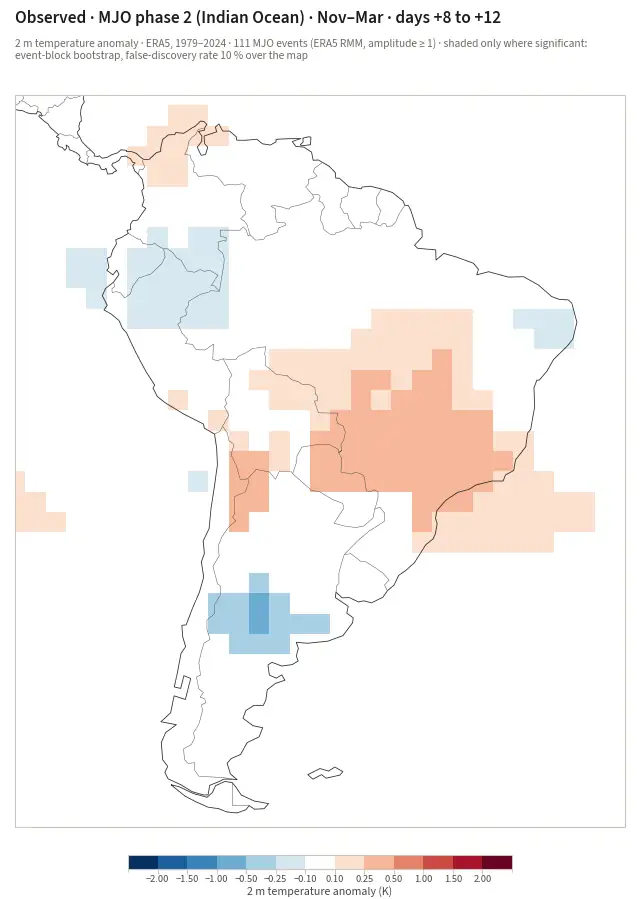 Observed · MJO phase 2 (Indian Ocean) · Nov–Mar · days +8 to +12
2 m temperature anomaly · ERA5, 1979–2024 · 111 MJO events (ERA5 RMM, amplitude ≥ 1) · shaded only where significant:
event-block bootstrap, false-discovery rate 10 % over the map
−2.00 −1.50 −1.00 −0.50 −0.25 −0.10 0.10 0.25 0.50 1.00 1.50 2.00
2 m temperature anomaly (K)